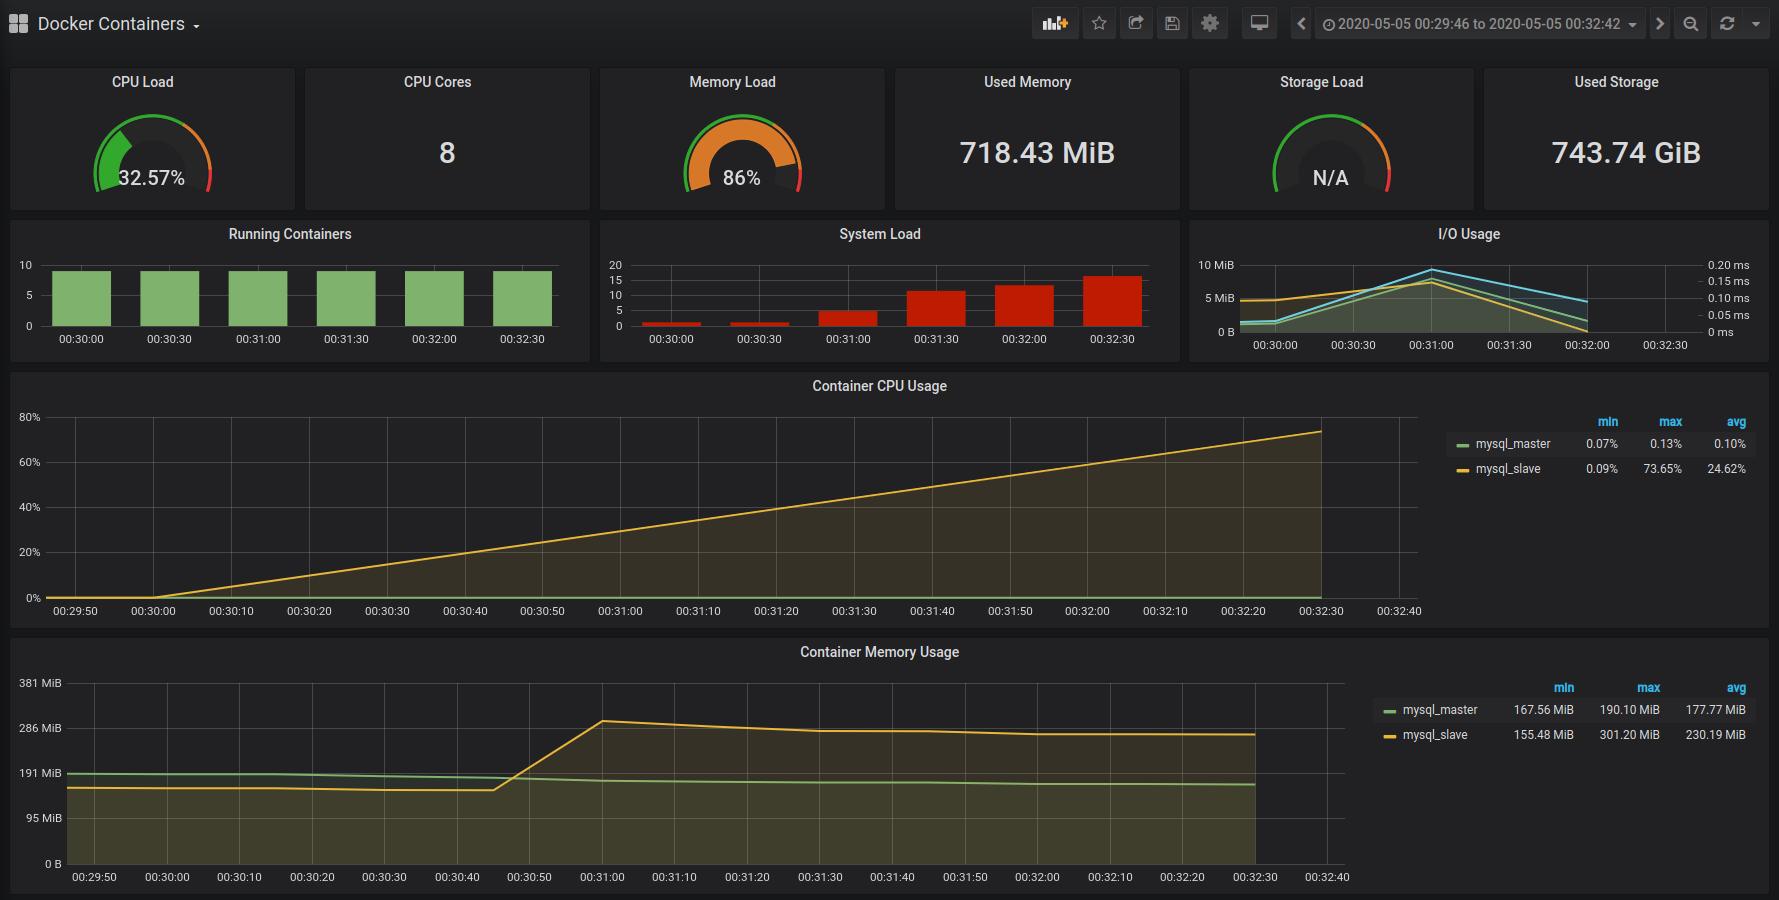 Docker Containers
2020-05-05 00:29:46 to 2020-05-05 00:32:42
CPU Load
CPU Cores
Memory Load
Used Memory
Storage Load
Used Storage
32.57%
8
86%
718.43 MiB
N/A
743.74 GiB
Running Containers
10
5
0
00:30:00 00:30:30 00:31:00 00:31:30 00:32:00 00:32:30
System Load
20
15
10
5
0
00:30:00 00:30:30 00:31:00 00:31:30 00:32:00 00:32:30
I/O Usage
10 MiB 0.20 ms
0.15 ms
5 MiB 0.10 ms
0.05 ms
0 B 0 ms
00:30:00 00:30:30 00:31:00 00:31:30 00:32:00 00:32:30
Container CPU Usage
80%
60%
40%
20%
0%
00:29:50 00:30:00 00:30:10 00:30:20 00:30:30 00:30:40 00:30:50 00:31:00 00:31:10 00:31:20 00:31:30 00:31:40 00:31:50 00:32:00 00:32:10 00:32:20 00:32:30 00:32:40
min max avg
mysql_master 0.07% 0.13% 0.10%
mysql_slave 0.09% 73.65% 24.62%
Container Memory Usage
381 MiB
286 MiB
191 MiB
95 MiB
0 B
00:29:50 00:30:00 00:30:10 00:30:20 00:30:30 00:30:40 00:30:50 00:31:00 00:31:10 00:31:20 00:31:30 00:31:40 00:31:50 00:32:00 00:32:10 00:32:20 00:32:30 00:32:40
min max avg
mysql_master 167.56 MiB 190.10 MiB 177.77 MiB
mysql_slave 155.48 MiB 301.20 MiB 230.19 MiB